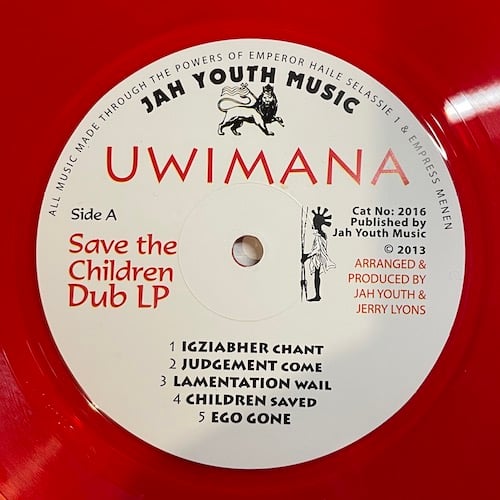 ALL MUSIC MADE THROUGH THE POWERS OF EMPEROR HAILE SELASSIE 1 & EMPRESS MENEN
JAH YOUTH MUSIC
UWIMANA
Side A
Save the
Children
Dub LP
Cat No: 2016
Published by
Jah Youth Music
© 2013
ARRANGED &
PRODUCED BY
JAH YOUTH &
JERRY LYONS
1 IGZIABHER CHANT
2 JUDGEMENT COME
3 LAMENTATION WAIL
4 CHILDREN SAVED
5 EGO GONE